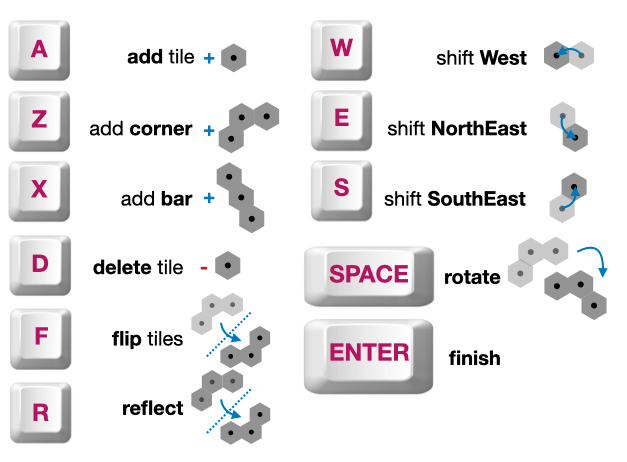 A
add tile +
Z
add corner +
X
add bar +
D
delete tile -
F
flip tiles
R
reflect
W
shift West
E
shift NorthEast
S
shift SouthEast
SPACE
rotate
ENTER
finish